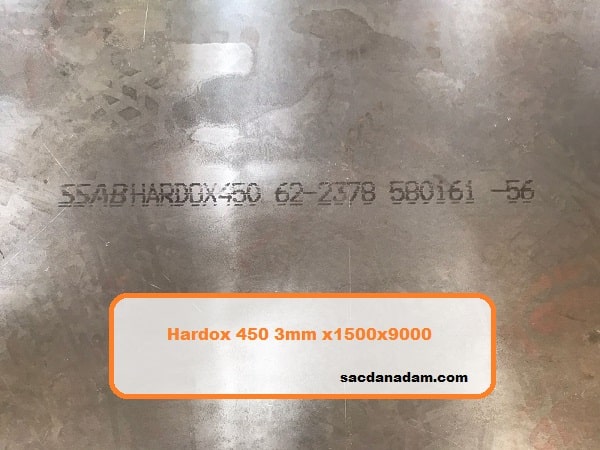 SSAB HARDOX450 62-2378 580161 -56
Hardox 450 3mm x1500x9000
sacdanadam.com